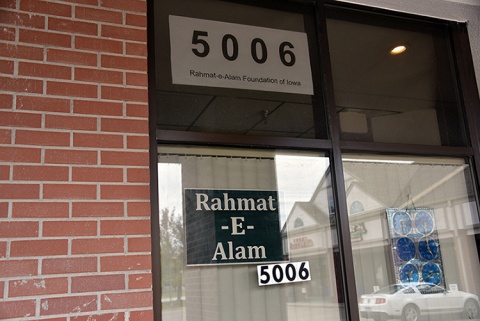 5006
Rahmat-e-Alam Foundation of Iowa
Rahmat
-E-
Alam
5006